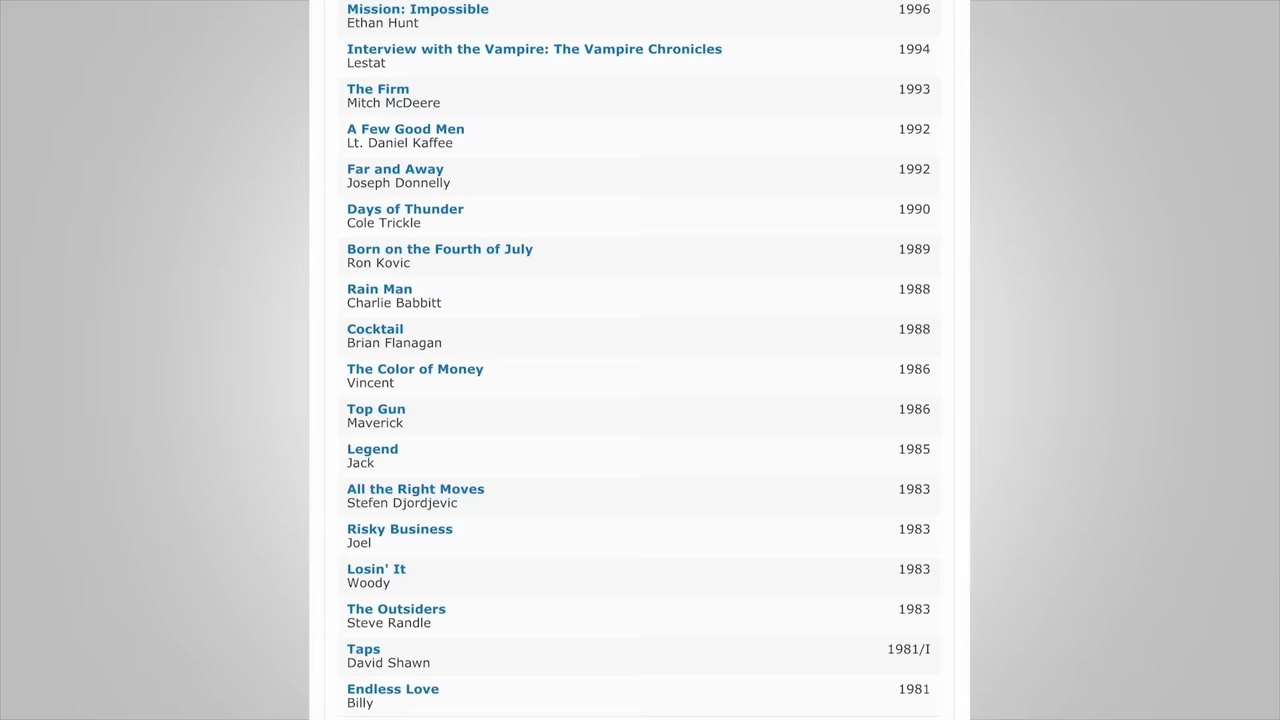 Mission: Impossible 1996
Ethan Hunt
Interview with the Vampire: The Vampire Chronicles 1994
Lestat
The Firm 1993
Mitch McDeere
A Few Good Men 1992
Lt. Daniel Kaffee
Far and Away 1992
Joseph Donnelly
Days of Thunder 1990
Cole Trickle
Born on the Fourth of July 1989
Ron Kovic
Rain Man 1988
Charlie Babbitt
Cocktail 1988
Brian Flanagan
The Color of Money 1986
Vincent
Top Gun 1986
Maverick
Legend 1985
Jack
All the Right Moves 1983
Stefen Djordjevic
Risky Business 1983
Joel
Losin' It 1983
Woody
The Outsiders 1983
Steve Randle
Taps 1981/I
David Shawn
Endless Love 1981
Billy